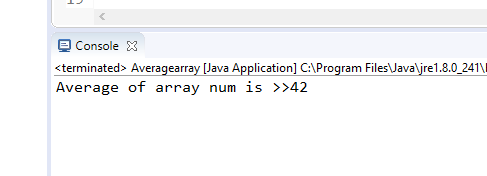 Console
<terminated> Averagearray [Java Application] C:\Program Files\Java\jre1.8.0_241\
Average of array num is >>42